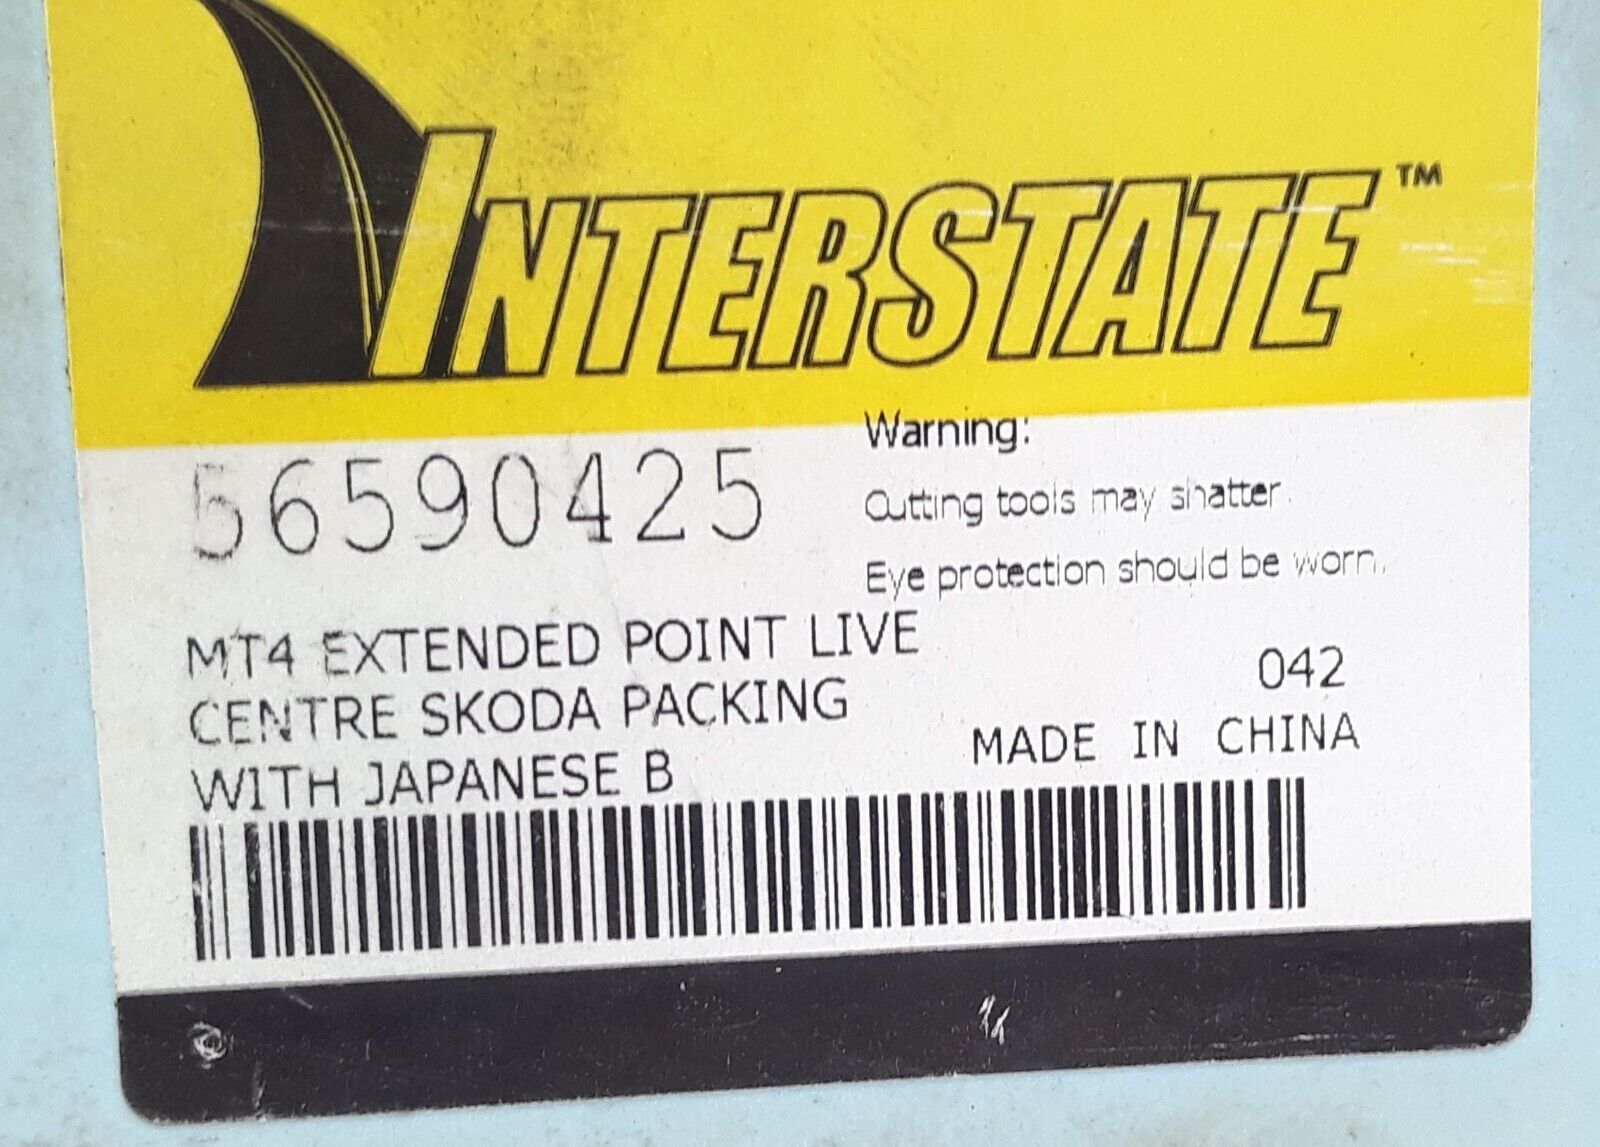 INTERSTATE™
56590425
Warning:
Cutting tools may shatter.
Eye protection should be worn.
MT4 EXTENDED POINT LIVE
CENTRE SKODA PACKING
WITH JAPANESE B
042
MADE IN CHINA